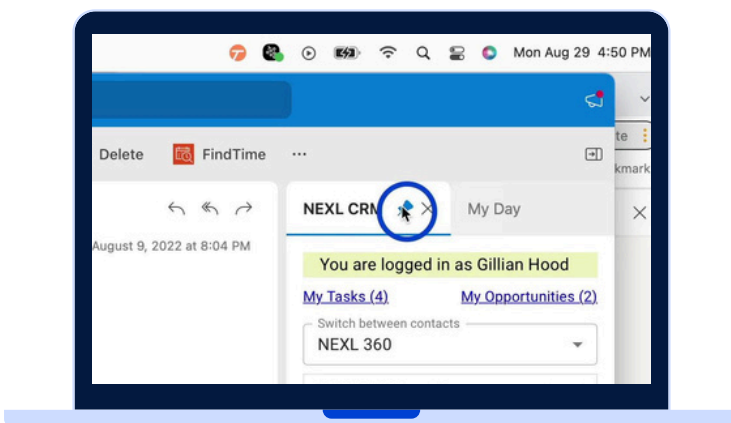 Mon Aug 29 4:50 PM
te
Delete FindTime ...
kmark
NEXL CRM My Day
August 9, 2022 at 8:04 PM
You are logged in as Gillian Hood
My Tasks (4) My Opportunities (2)
Switch between contacts
NEXL 360